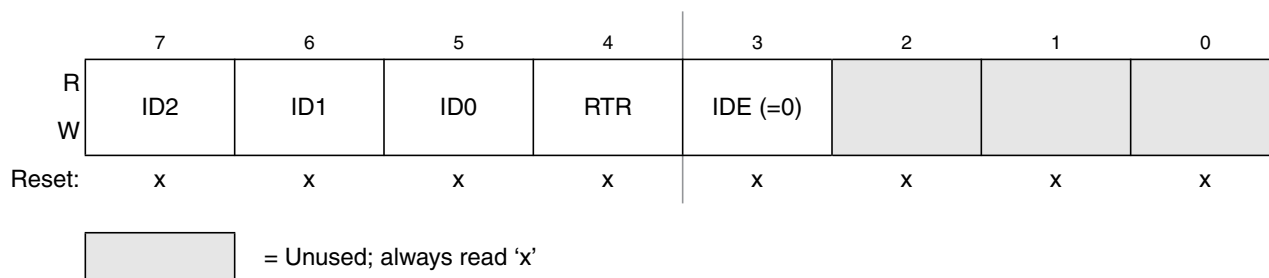 7 6 5 4 3 2 1 0
R
ID2 ID1 ID0 RTR IDE (=0)
W
Reset: x x x x x x x x
= Unused; always read ‘x’